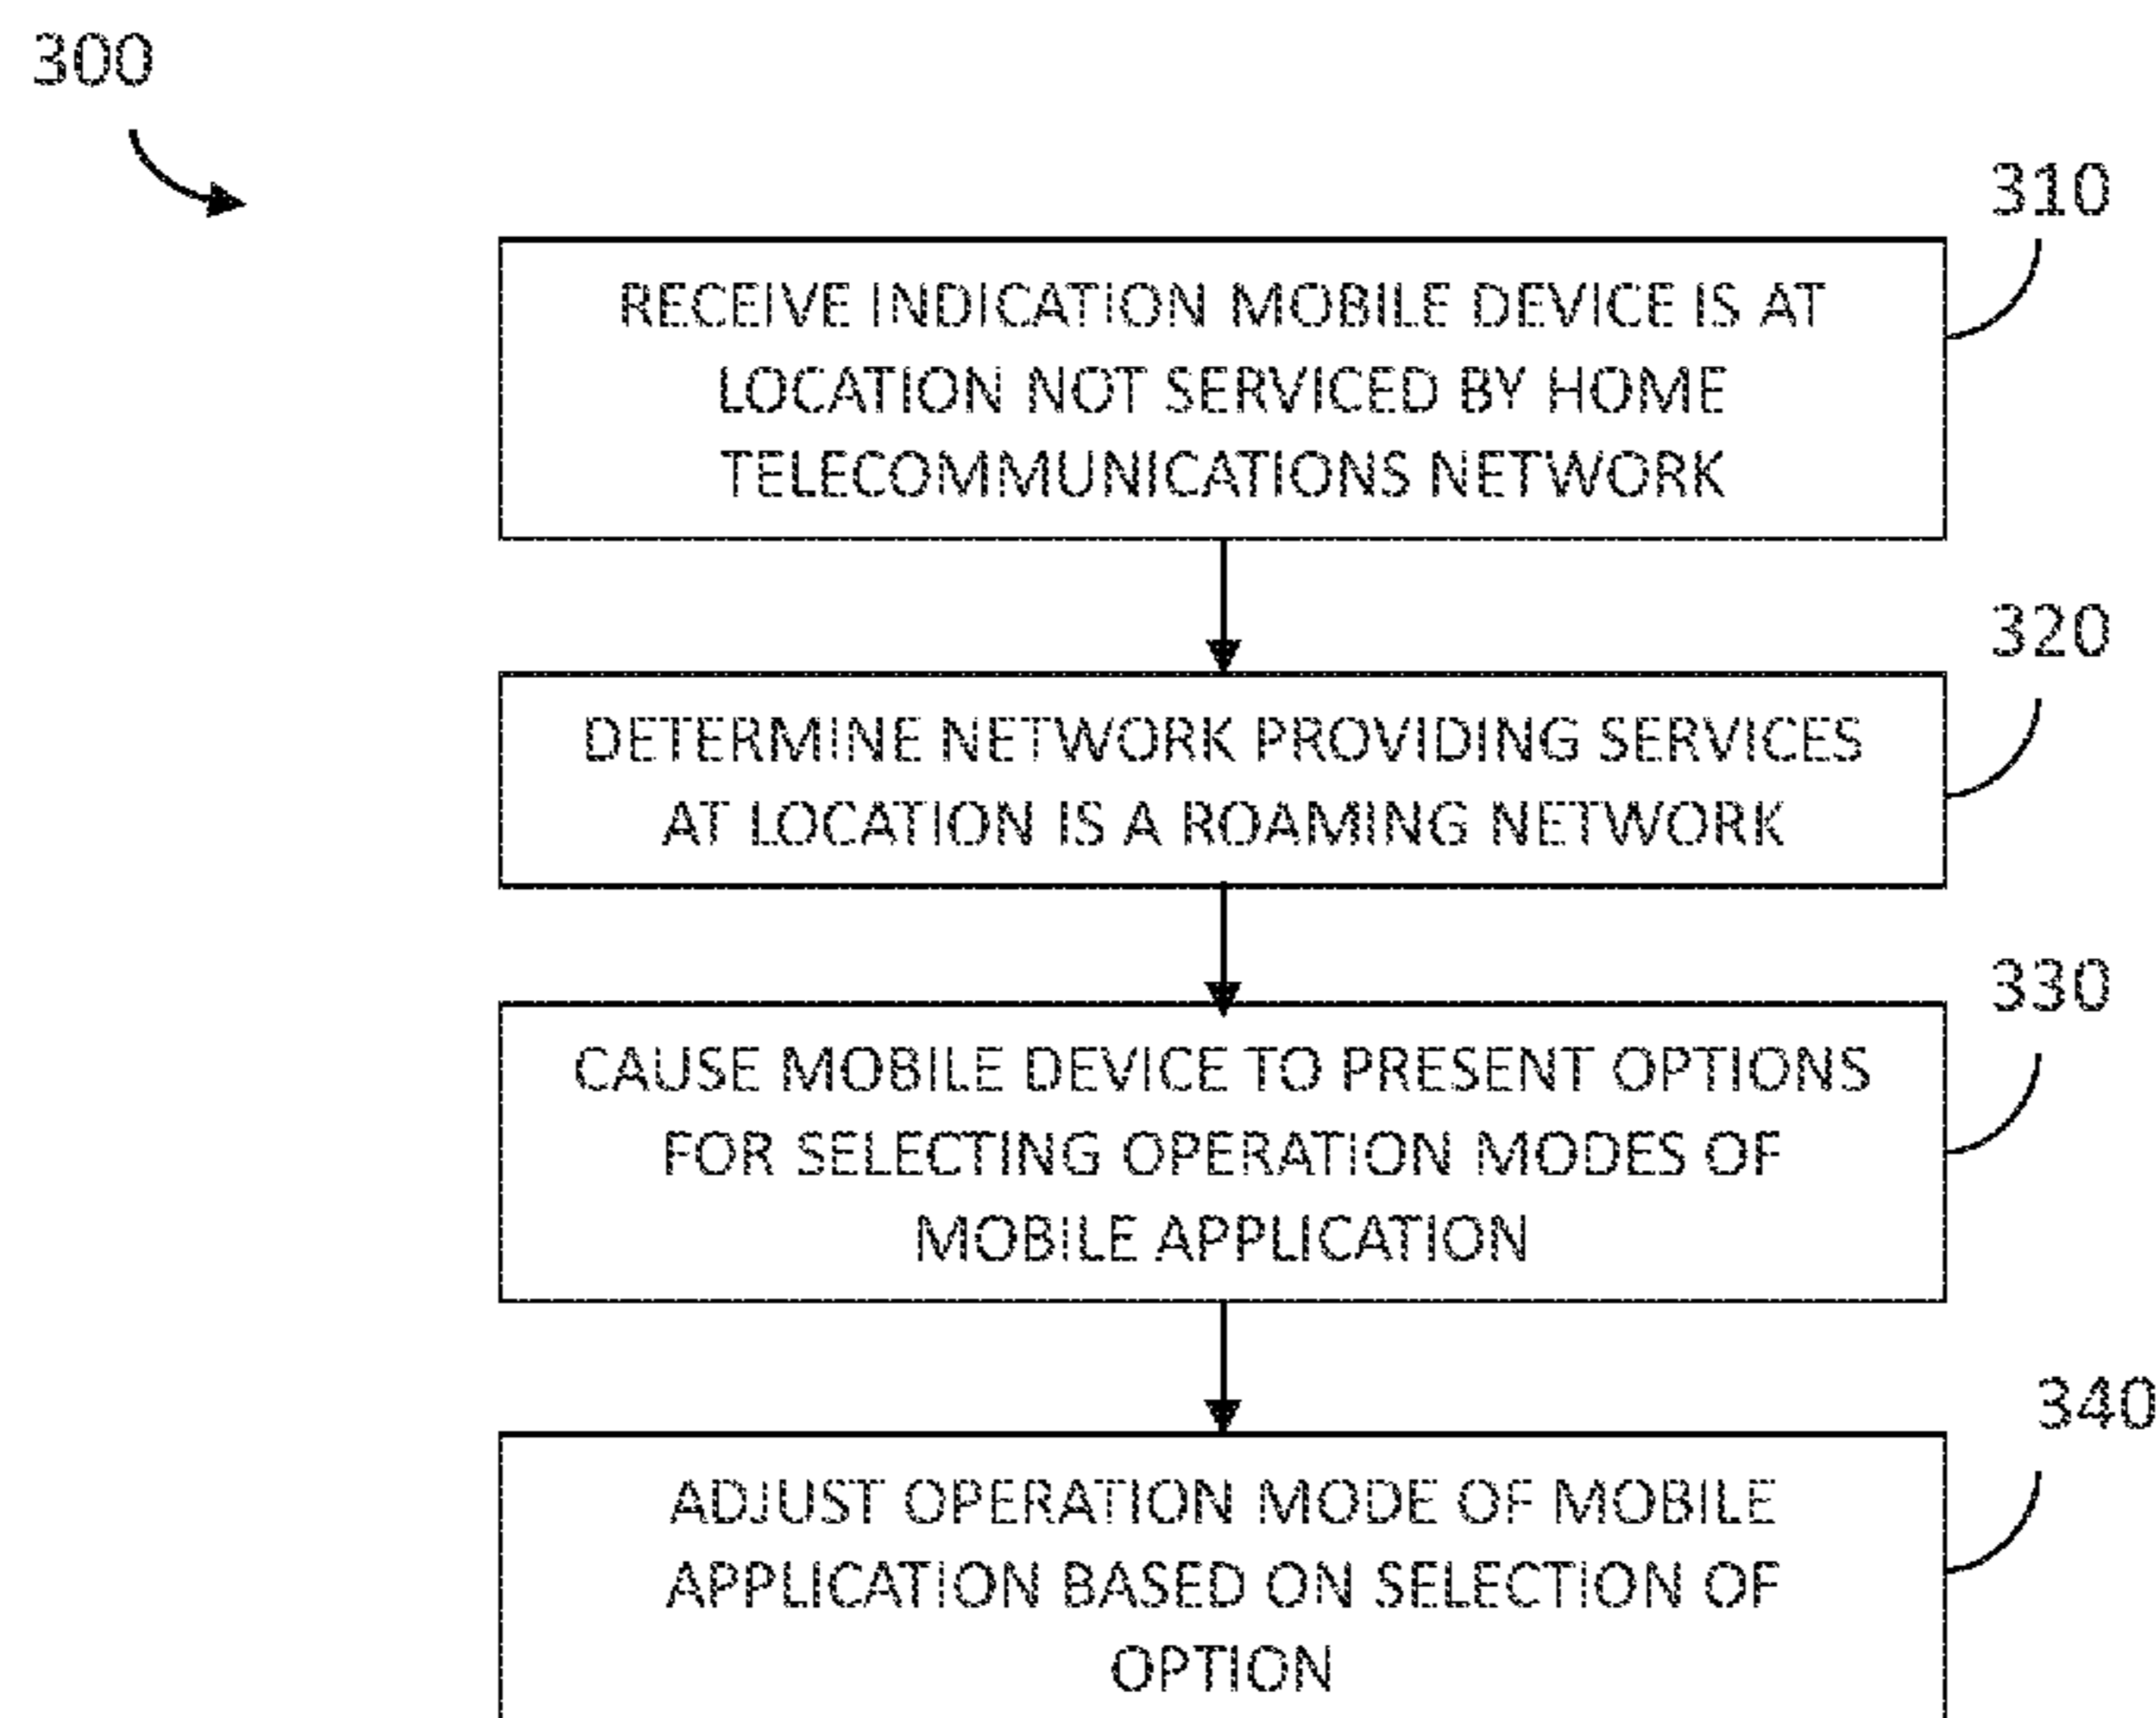 300
310
RECEIVE INDICATION MOBILE DEVICE IS AT
LOCATION NOT SERVICED BY HOME
TELECOMMUNICATIONS NETWORK
320
DETERMINE NETWORK PROVIDING SERVICES
AT LOCATION IS A ROAMING NETWORK
330
CAUSE MOBILE DEVICE TO PRESENT OPTIONS
FOR SELECTING OPERATION MODES OF
MOBILE APPLICATION
340
ADJUST OPERATION MODE OF MOBILE
APPLICATION BASED ON SELECTION OF
OPTION